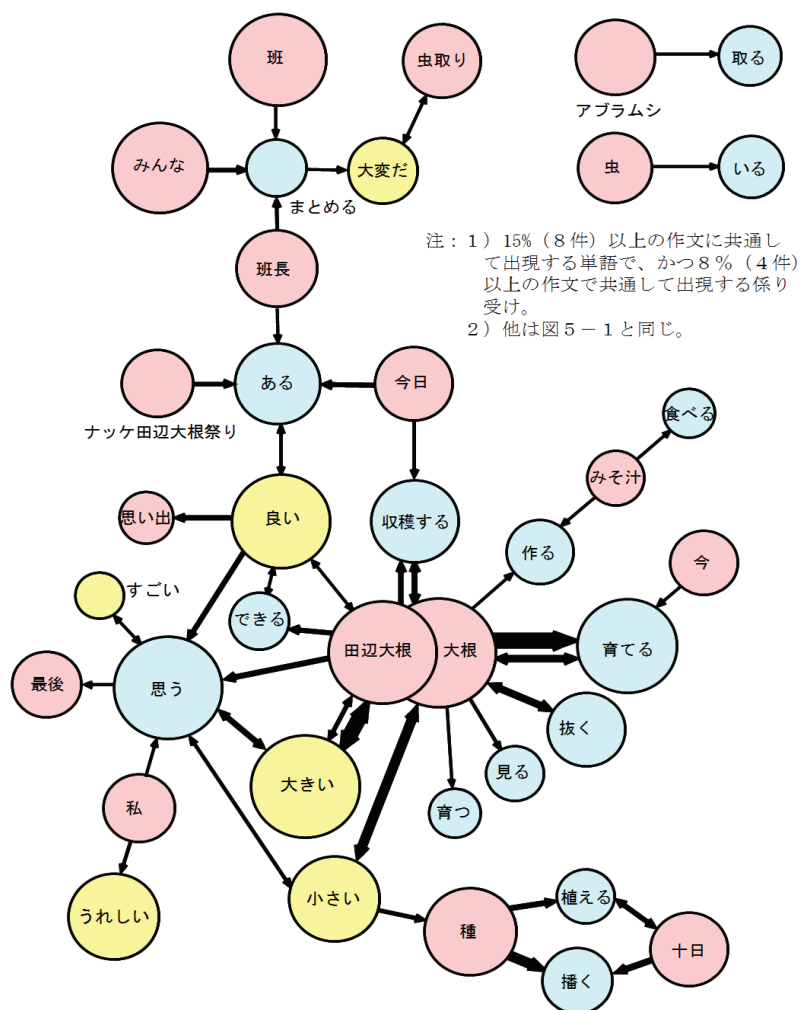 班
虫取り
取る
アブラムシ
みんな
大変だ
まとめる
虫
いる
注：１）15%（８件）以上の作文に共通し
て出現する単語で、かつ８％（４件）
以上の作文で共通して出現する係り
受け。
２）他は図５－１と同じ。
班長
ある
今日
ナッケ田辺大根祭り
食べる
みそ汁
思い出
良い
収穫する
作る
今
すごい
できる
田辺大根
大根
育てる
最後
思う
抜く
大きい
見る
私
育つ
うれしい
小さい
種
植える
十日
播く